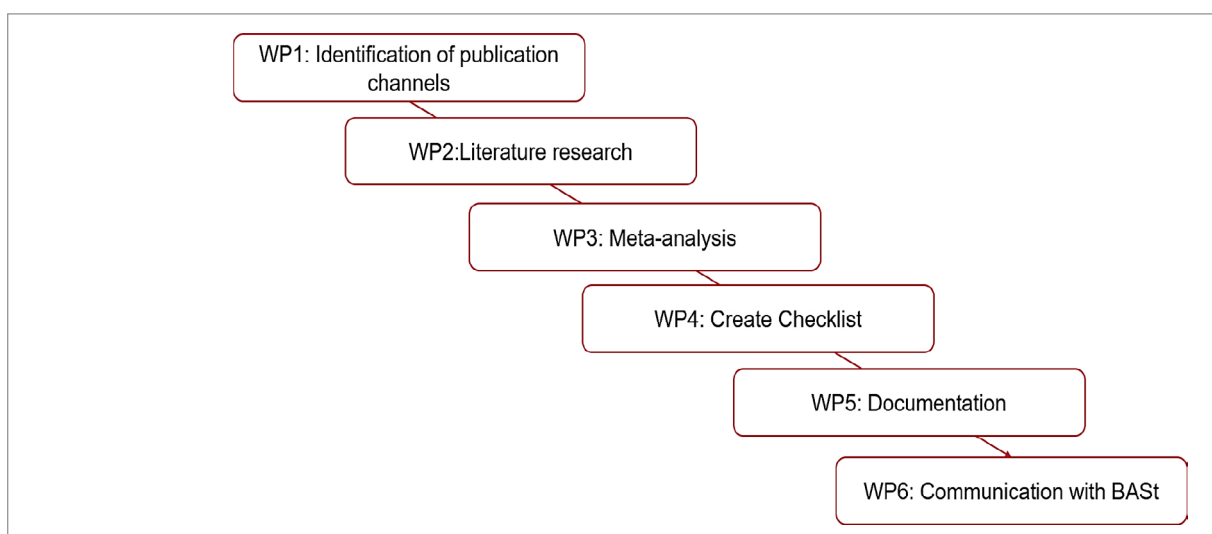 WP1: Identification of publication
channels
WP2:Literature research
WP3: Meta-analysis
WP4: Create Checklist
WP5: Documentation
WP6: Communication with BASt